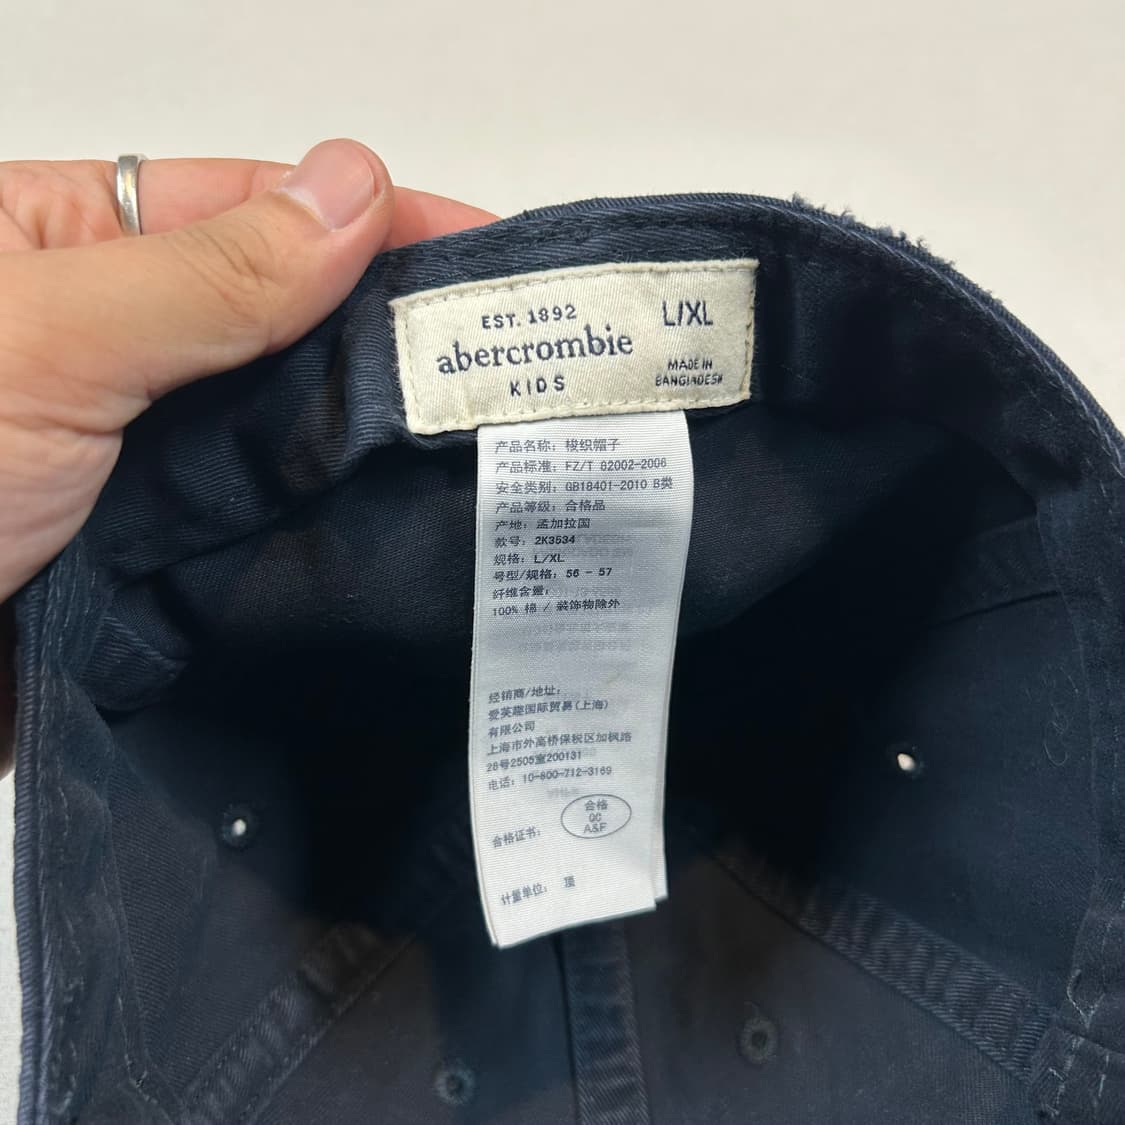 EST. 1892
abercrombie
KIDS
L/XL
MADE IN
BANGLADESH
产品名称: 梭织帽子
产品标准: FZ/T 82002-2006
安全类别: GB18401-2010 B类
产品等级: 合格品
产地: 孟加拉国
款号: 2K3534
规格: L/XL
号型/规格: 56 - 57
纤维含量:
100% 棉 / 装饰物除外
经销商/地址:
爱芙趣国际贸易(上海)
有限公司
上海市外高桥保税区加枫路
28号2505室200131
电话: 10-800-712-3169
合格证书:
合格
QC
A&F
计量单位: 顶